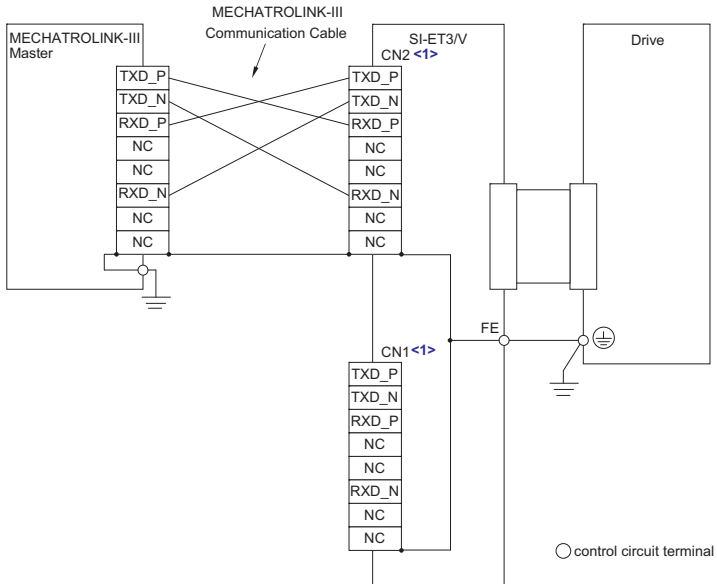 MECHATROLINK-III
Communication Cable
MECHATROLINK-III
Master
TXD_P
TXD_N
RXD_P
NC
NC
RXD_N
NC
NC
SI-ET3/V
CN2 <1>
TXD_P
TXD_N
RXD_P
NC
NC
RXD_N
NC
NC
Drive
FE
CN1 <1>
TXD_P
TXD_N
RXD_P
NC
NC
RXD_N
NC
NC
control circuit terminal